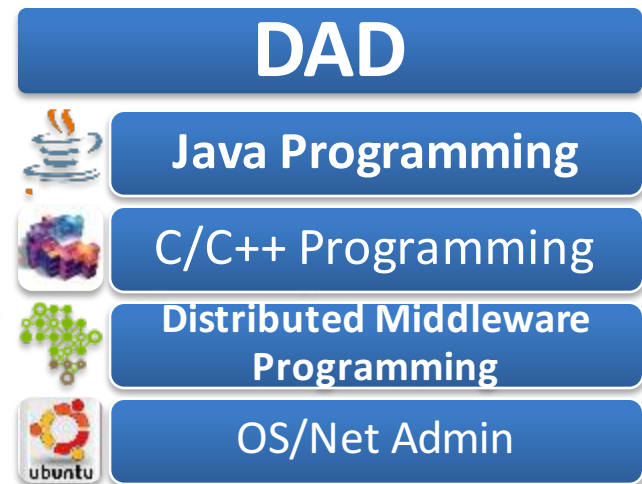 DAD
Java Programming
C/C++ Programming
Distributed Middleware
Programming
OS/Net Admin
ubuntu